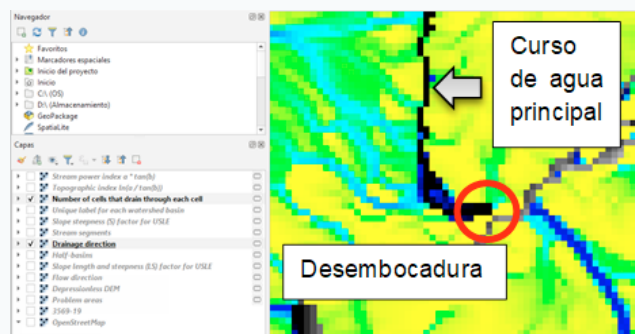 Navegador
Favoritos
Marcadores espaciales
Inicio del proyecto
Inicio
C:\ (OS)
D:\ (Almacenamiento)
GeoPackage
SpatiaLite
Capas
Stream power index a * tan(b)
Topographic index ln(a / tan(b))
Number of cells that drain through each cell
Unique label for each watershed basin
Slope steepness (S) factor for USLE
Stream segments
Drainage direction
Half-basins
Slope length and steepness (LS) factor for USLE
Flow direction
Depressionless DEM
Problem areas
3569-19
OpenStreetMap
Curso
de agua
principal
Desembocadura